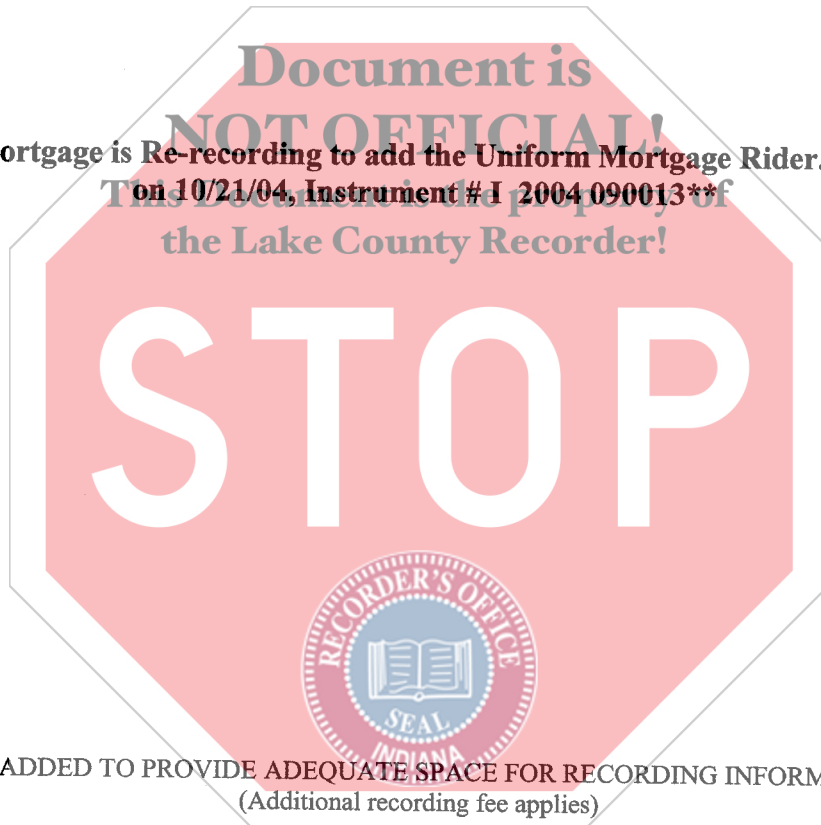 Document is
NOT OFFICIAL!
ortgage is Re-recording to add the Uniform Mortgage Rider.
on 10/21/04, Instrument # I 2004 090013**
This Document is the property of
the Lake County Recorder!
STOP
RECORDER'S OFFICE
SEAL
INDIANA
ADDED TO PROVIDE ADEQUATE SPACE FOR RECORDING INFORM
(Additional recording fee applies)